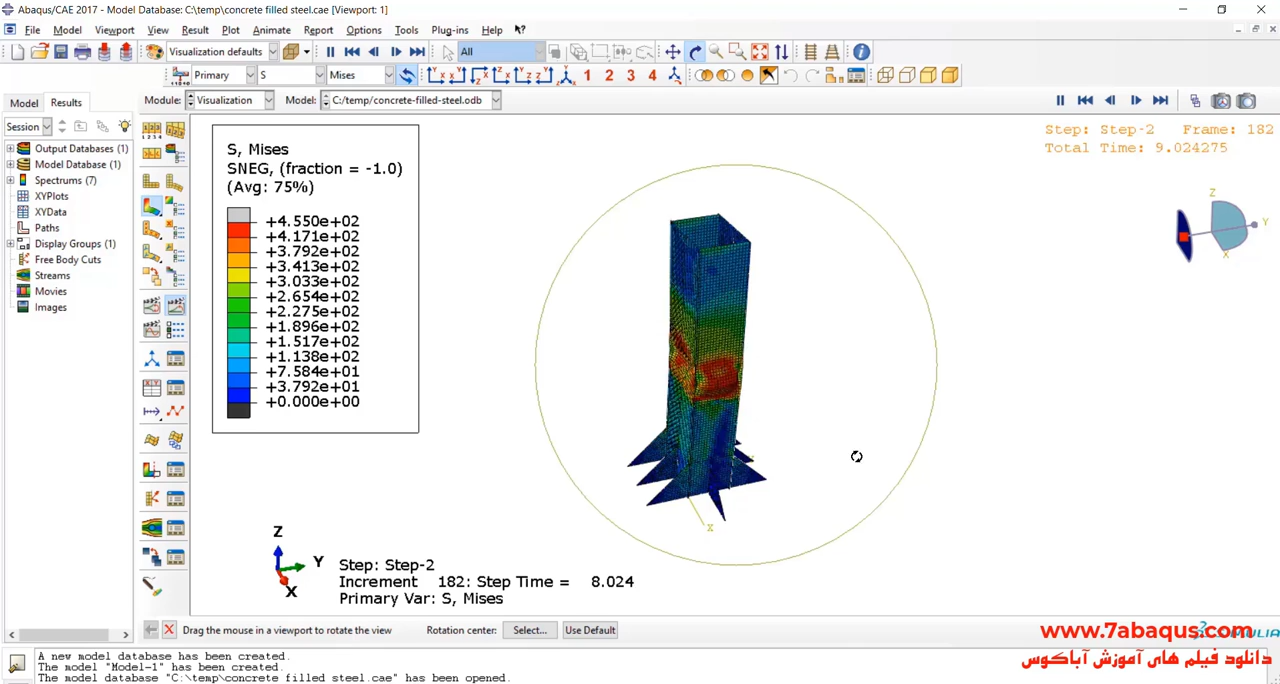 Abaqus/CAE 2017 - Model Database: C:\temp\concrete filled steel.cae [Viewport: 1]
File Model Viewport View Result Plot Animate Report Options Tools Plug-ins Help
Visualization defaults All
Primary S Mises 1 2 3 4
Model Results Module: Visualization Model: C:/temp/concrete-filled-steel.odb
Session
Output Databases (1)
Model Database (1)
Spectrums (7)
XYPlots
XYData
Paths
Display Groups (1)
Free Body Cuts
Streams
Movies
Images
S, Mises
SNEG, (fraction = -1.0)
(Avg: 75%)
+4.550e+02
+4.171e+02
+3.792e+02
+3.413e+02
+3.033e+02
+2.654e+02
+2.275e+02
+1.896e+02
+1.517e+02
+1.138e+02
+7.584e+01
+3.792e+01
+0.000e+00
Step: Step-2 Frame: 182
Total Time: 9.024275
Z
Y
X
X
Z
Y
X
Step: Step-2
Increment 182: Step Time = 8.024
Primary Var: S, Mises
Drag the mouse in a viewport to rotate the view Rotation center: Select... Use Default
www.7abaqus.com
دانلود فیلم های آموزش آباکوس
A new model database has been created.
The model "Model-1" has been created.
The model database "C:\temp\concrete filled steel.cae" has been opened.